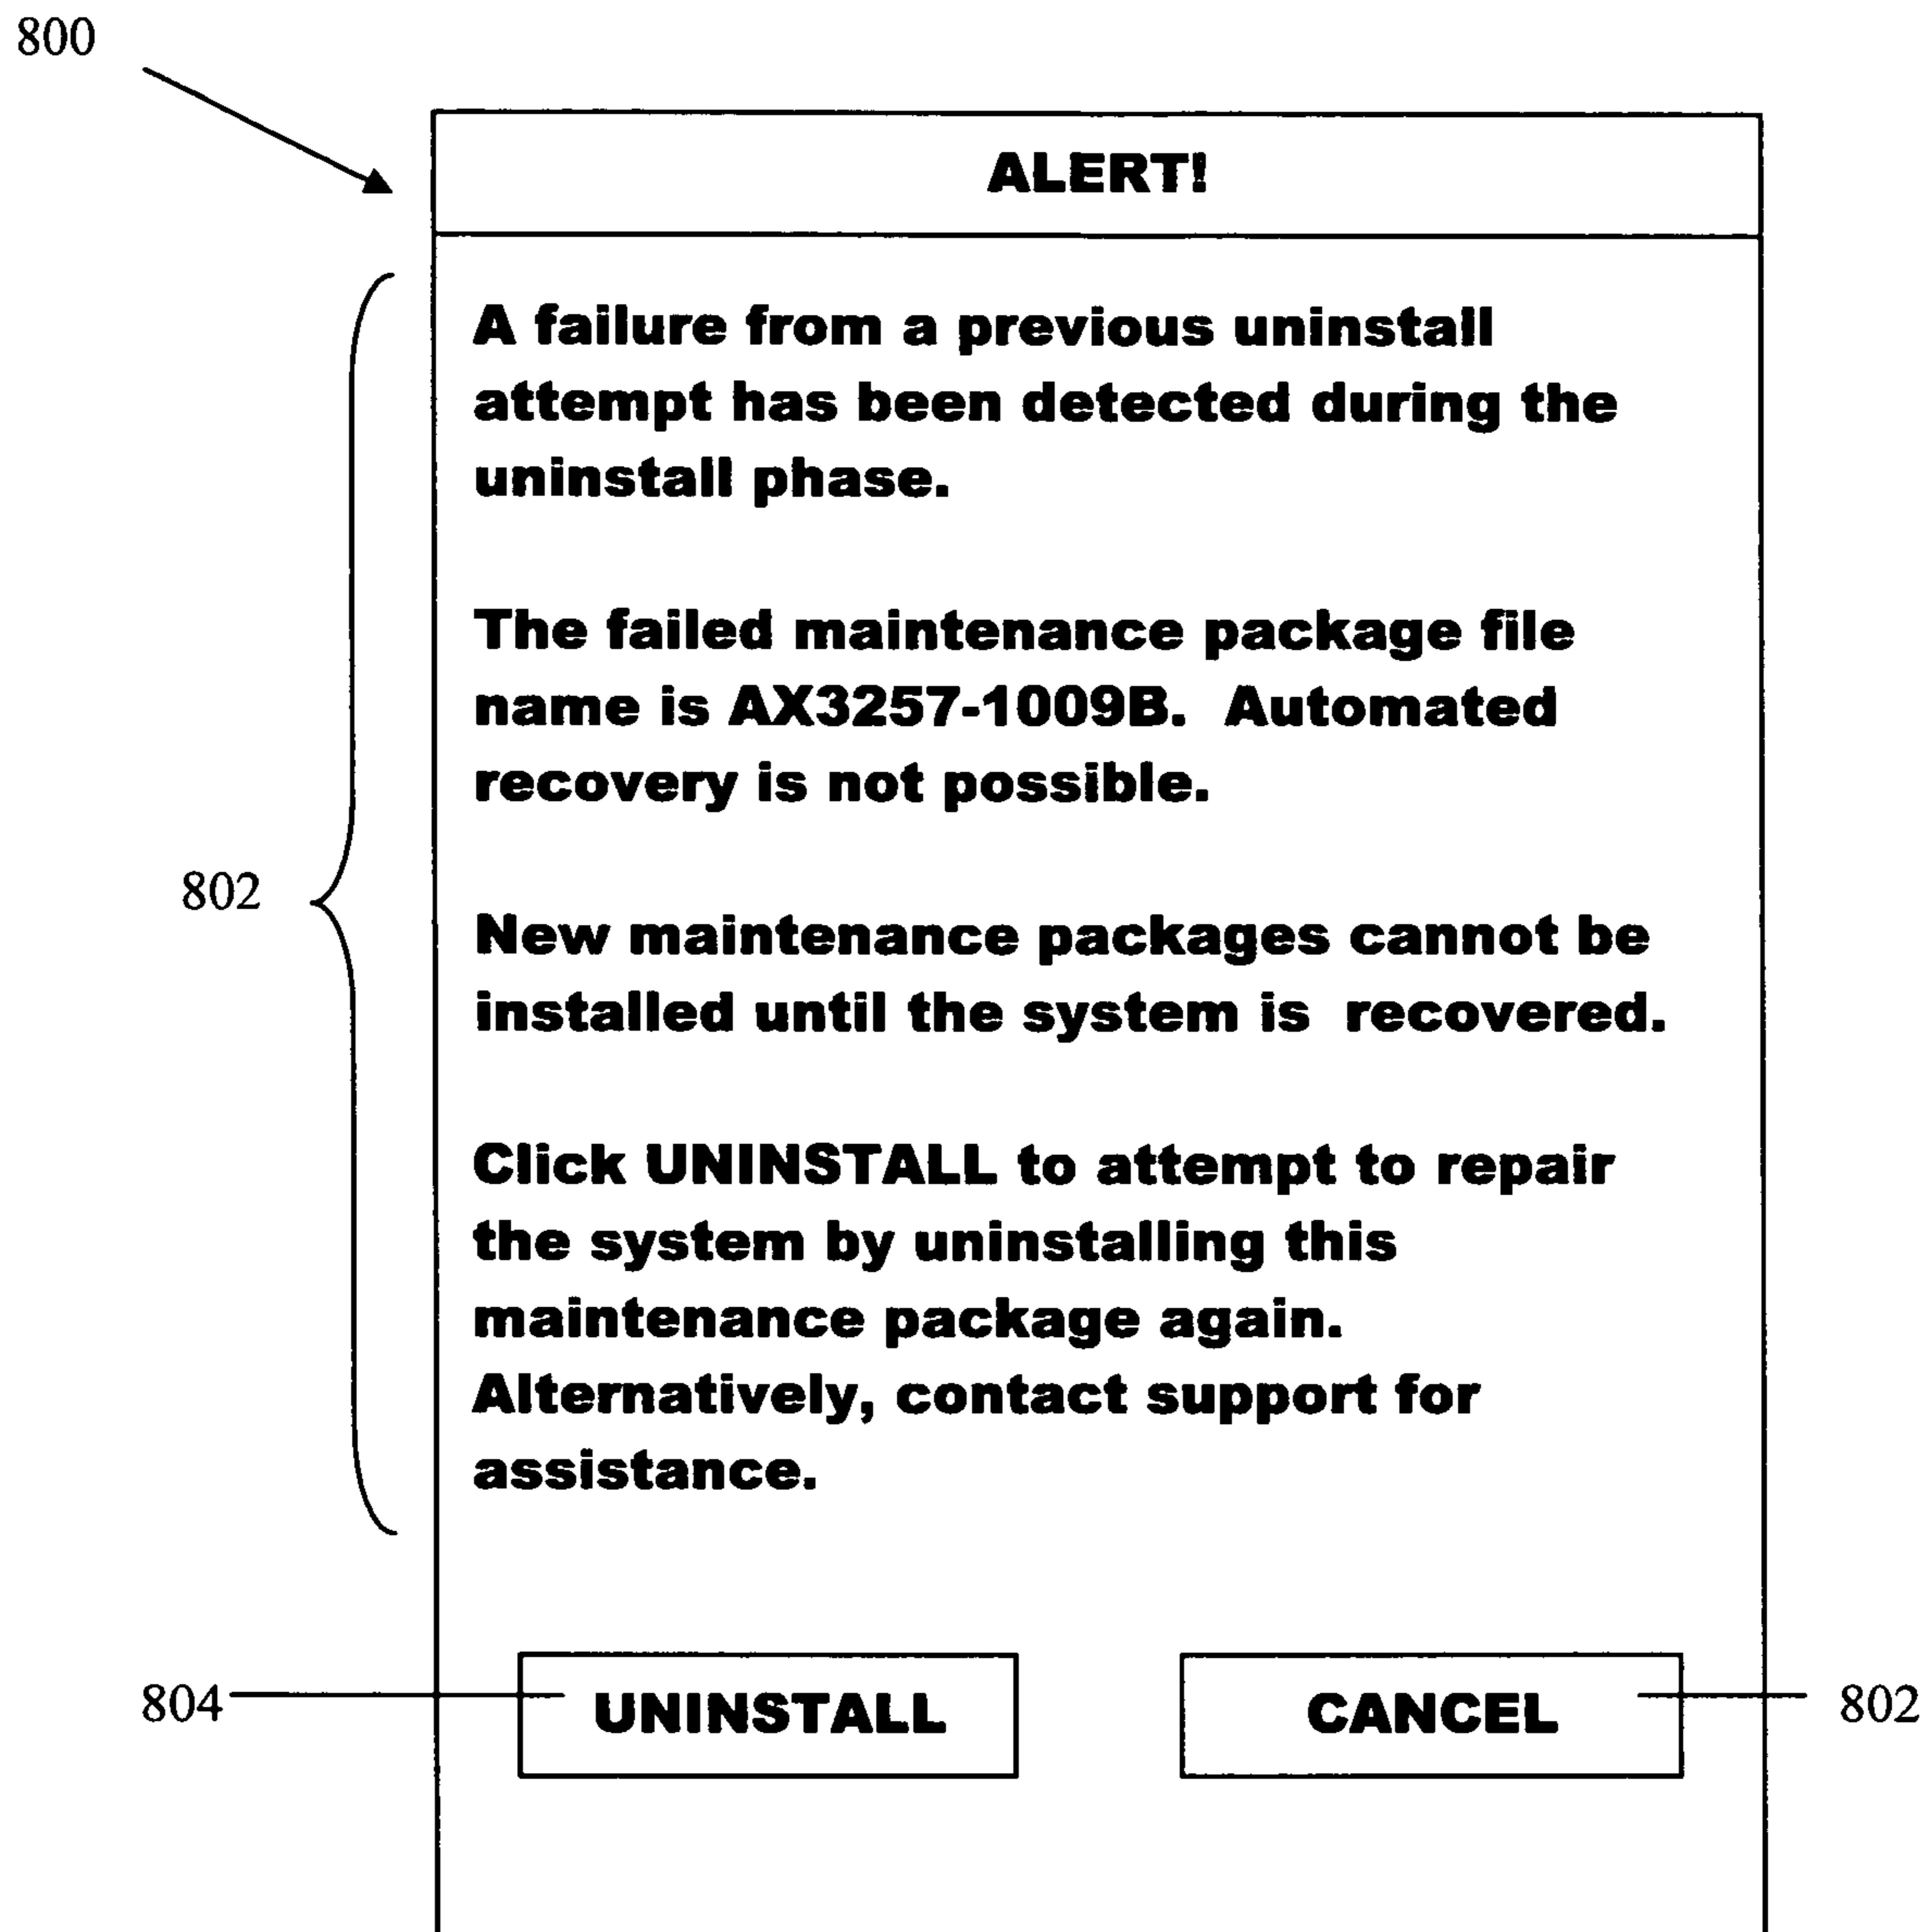 800
ALERT!
A failure from a previous uninstall
attempt has been detected during the
uninstall phase.
The failed maintenance package file
name is AX3257-1009B.  Automated
recovery is not possible.
802
New maintenance packages cannot be
installed until the system is  recovered.
Click UNINSTALL to attempt to repair
the system by uninstalling this
maintenance package again.
Alternatively, contact support for
assistance.
804 UNINSTALL CANCEL 802